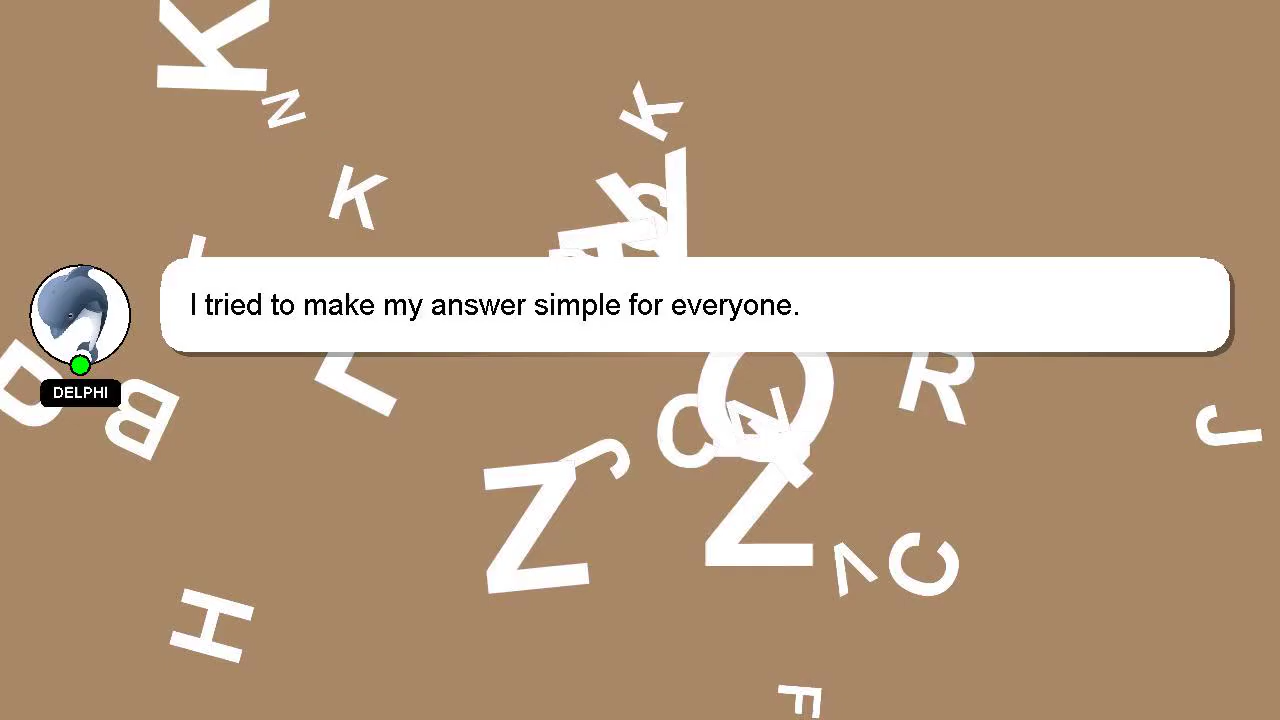 K
N
K
K
S
I tried to make my answer simple for everyone.
DELPHI
B
L
Q
R
C
N
J
J
Z
Z
V
C
H
F